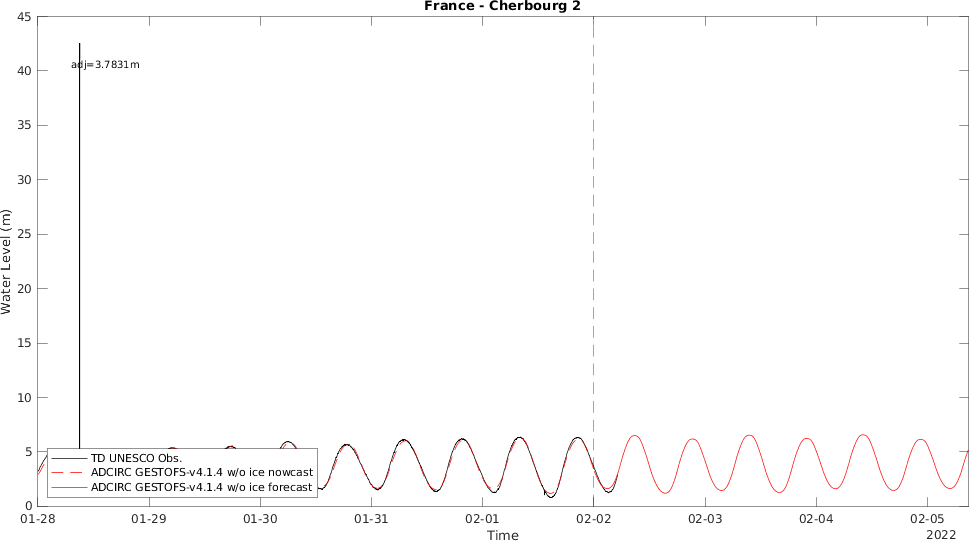 France - Cherbourg 2
45
40
35
30
25
20
15
10
5
0
Water Level (m)
adj=3.7831m
TD UNESCO Obs.
ADCIRC GESTOFS-v4.1.4 w/o ice nowcast
ADCIRC GESTOFS-v4.1.4 w/o ice forecast
01-28 01-29 01-30 01-31 02-01 02-02 02-03 02-04 02-05
Time
2022